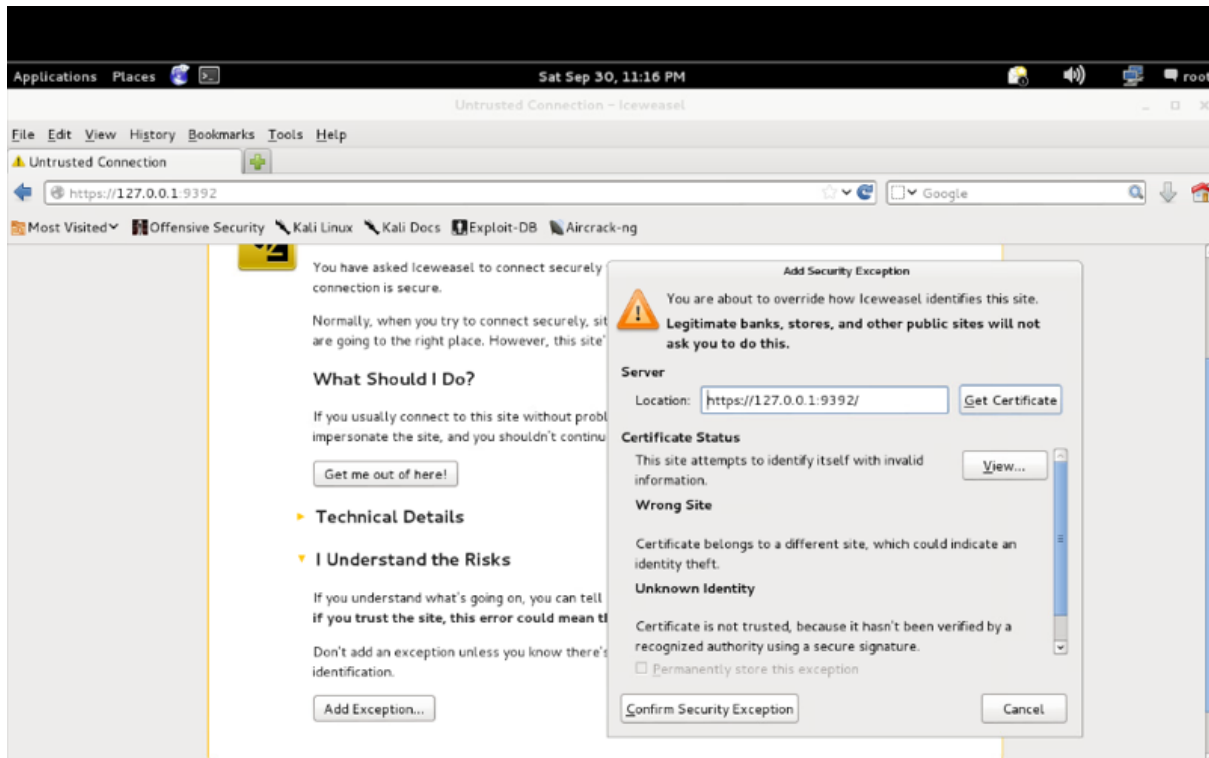 Applications Places Sat Sep 30, 11:16 PM root
Untrusted Connection - Iceweasel
File Edit View History Bookmarks Tools Help
Untrusted Connection
https://127.0.0.1:9392 Google
Most Visited Offensive Security Kali Linux Kali Docs Exploit-DB Aircrack-ng
You have asked Iceweasel to connect securely
connection is secure.
Normally, when you try to connect securely, sit
are going to the right place. However, this site'
What Should I Do?
If you usually connect to this site without probl
impersonate the site, and you shouldn't continu
Get me out of here!
Technical Details
I Understand the Risks
If you understand what's going on, you can tell
if you trust the site, this error could mean th
Don't add an exception unless you know there's
identification.
Add Exception...
Add Security Exception
You are about to override how Iceweasel identifies this site.
Legitimate banks, stores, and other public sites will not
ask you to do this.
Server
Location: https://127.0.0.1:9392/ Get Certificate
Certificate Status
This site attempts to identify itself with invalid
information.
View...
Wrong Site
Certificate belongs to a different site, which could indicate an
identity theft.
Unknown Identity
Certificate is not trusted, because it hasn't been verified by a
recognized authority using a secure signature.
Permanently store this exception
Confirm Security Exception Cancel